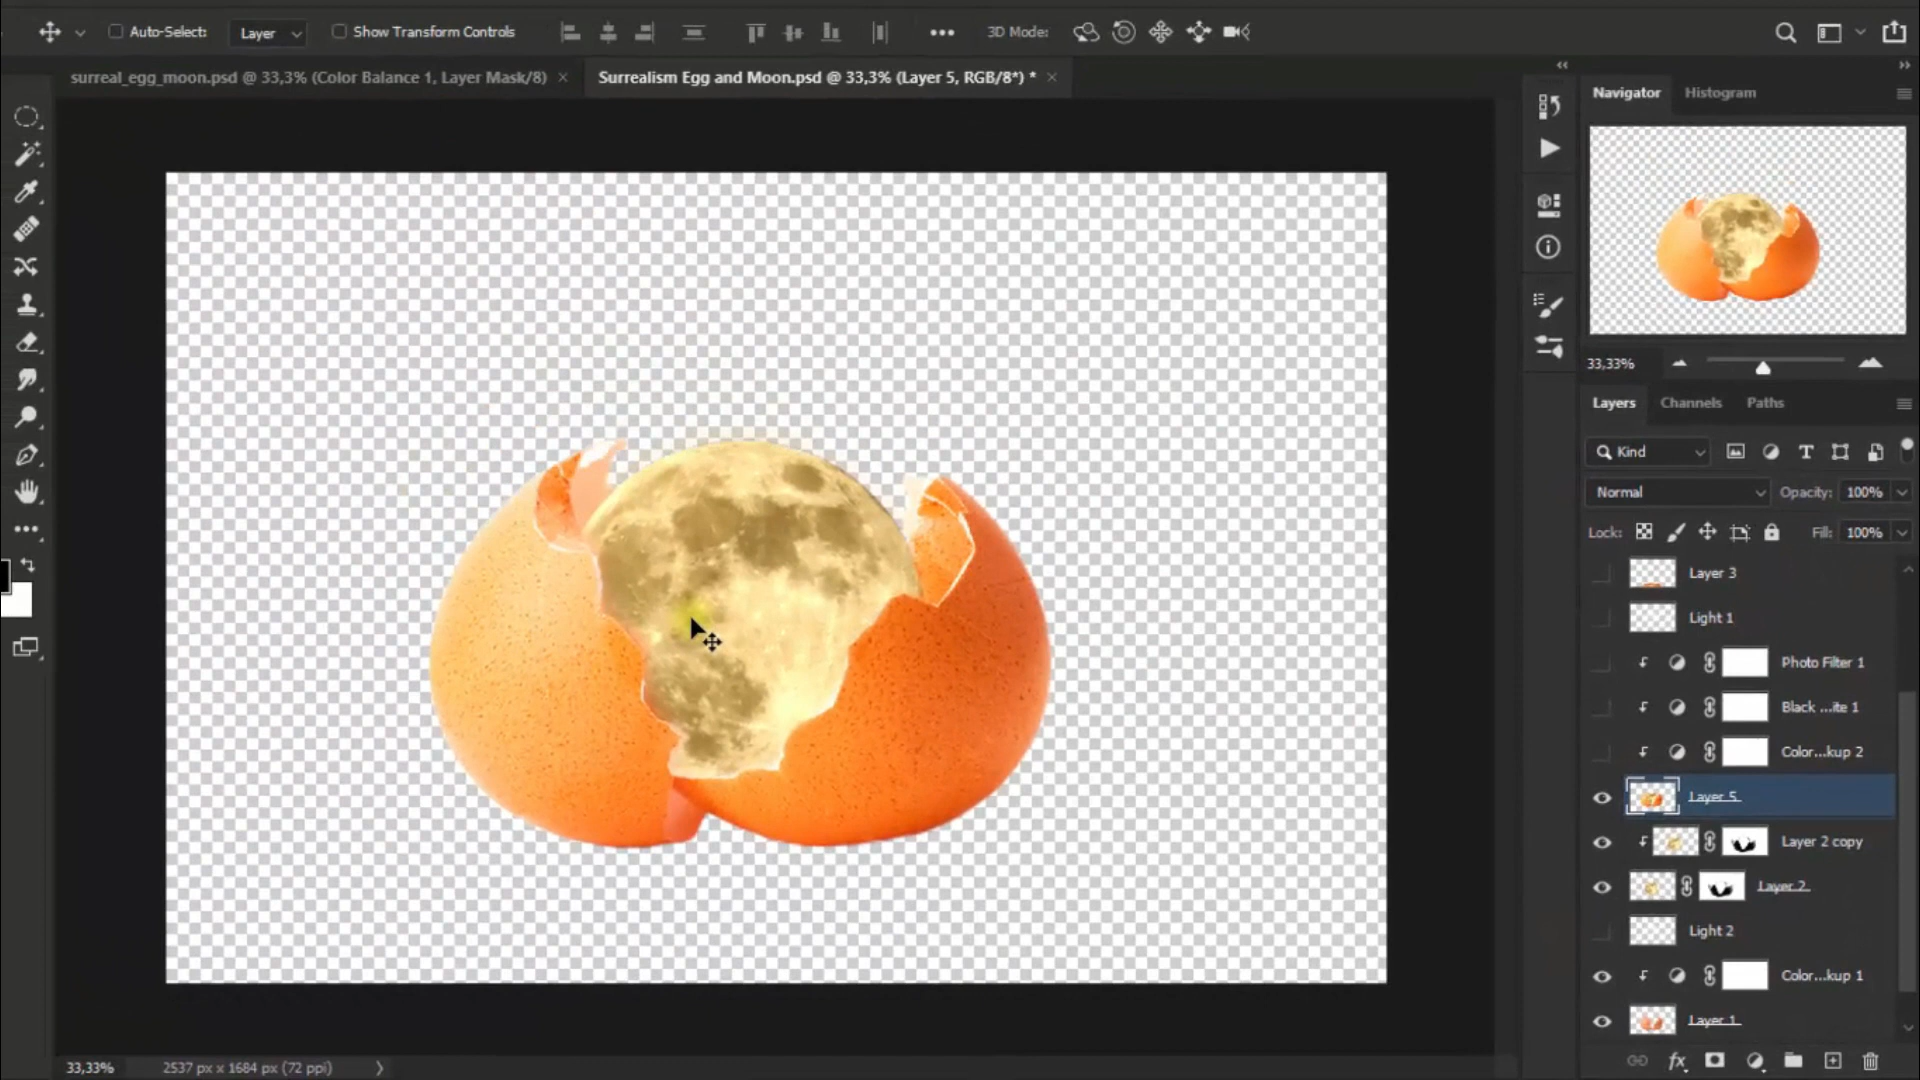 Auto-Select:
Layer
Show Transform Controls
3D Mode:
surreal_egg_moon.psd @ 33,3% (Color Balance 1, Layer Mask/8)
Surrealism Egg and Moon.psd @ 33,3% (Layer 5, RGB/8*) *
Navigator
Histogram
33,33%
Layers
Channels
Paths
Kind
Normal
Opacity:
100%
Lock:
Fill:
100%
Layer 3
Light 1
Photo Filter 1
Black ...ite 1
Color...kup 2
Layer 5
Layer 2 copy
Layer 2
Light 2
Color...kup 1
Layer 1
fx
33,33%
2537 px x 1684 px (72 ppi)